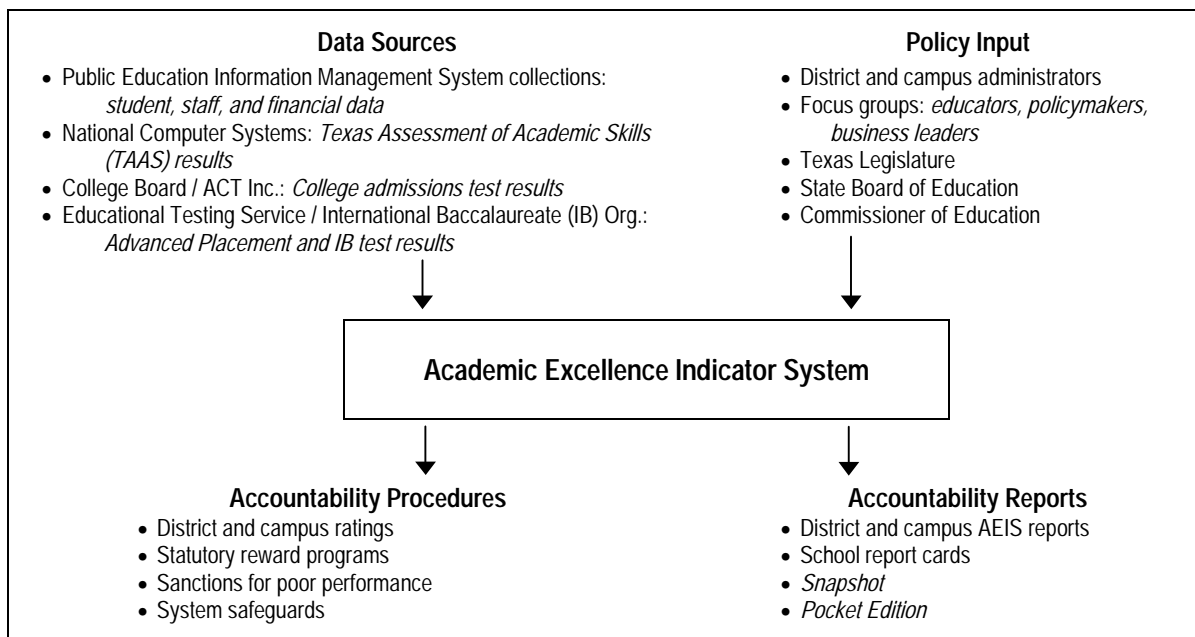 Data Sources
• Public Education Information Management System collections:
student, staff, and financial data
• National Computer Systems: Texas Assessment of Academic Skills
(TAAS) results
• College Board / ACT Inc.: College admissions test results
• Educational Testing Service / International Baccalaureate (IB) Org.:
Advanced Placement and IB test results
Policy Input
• District and campus administrators
• Focus groups: educators, policymakers,
business leaders
• Texas Legislature
• State Board of Education
• Commissioner of Education
Academic Excellence Indicator System
Accountability Procedures
• District and campus ratings
• Statutory reward programs
• Sanctions for poor performance
• System safeguards
Accountability Reports
• District and campus AEIS reports
• School report cards
• Snapshot
• Pocket Edition